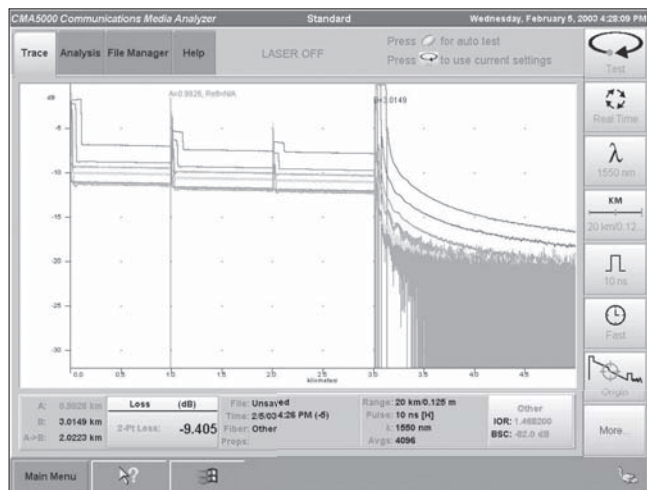 CMA5000 Communications Media Analyzer Standard Wednesday, February 5, 2003 4:28:09 PM
Trace Analysis File Manager Help LASER OFF
Press for auto test
Press to use current settings
Test
Real Time
λ
1550 nm
KM
20 km/0.12...
10 ns
Fast
Origin
More...
dB
A=0.9926, Refl=N/A
B=3.0149
-5
-10
-15
-20
-25
-30
0.0 0.5 1.0 1.5 2.0 2.5 3.0 3.5 4.0 4.5
kilometres
A: 0.9926 km
B: 3.0149 km
A->B: 2.0223 km
Loss (dB)
2-Pt Loss: -9.405
File: Unsaved
Time: 2/5/03 4:26 PM (-5)
Fiber: Other
Props:
Range: 20 km/0.125 m
Pulse: 10 ns [H]
λ: 1550 nm
Avgs: 4096
Other
IOR: 1.468200
BSC: -82.0 dB
Main Menu
?